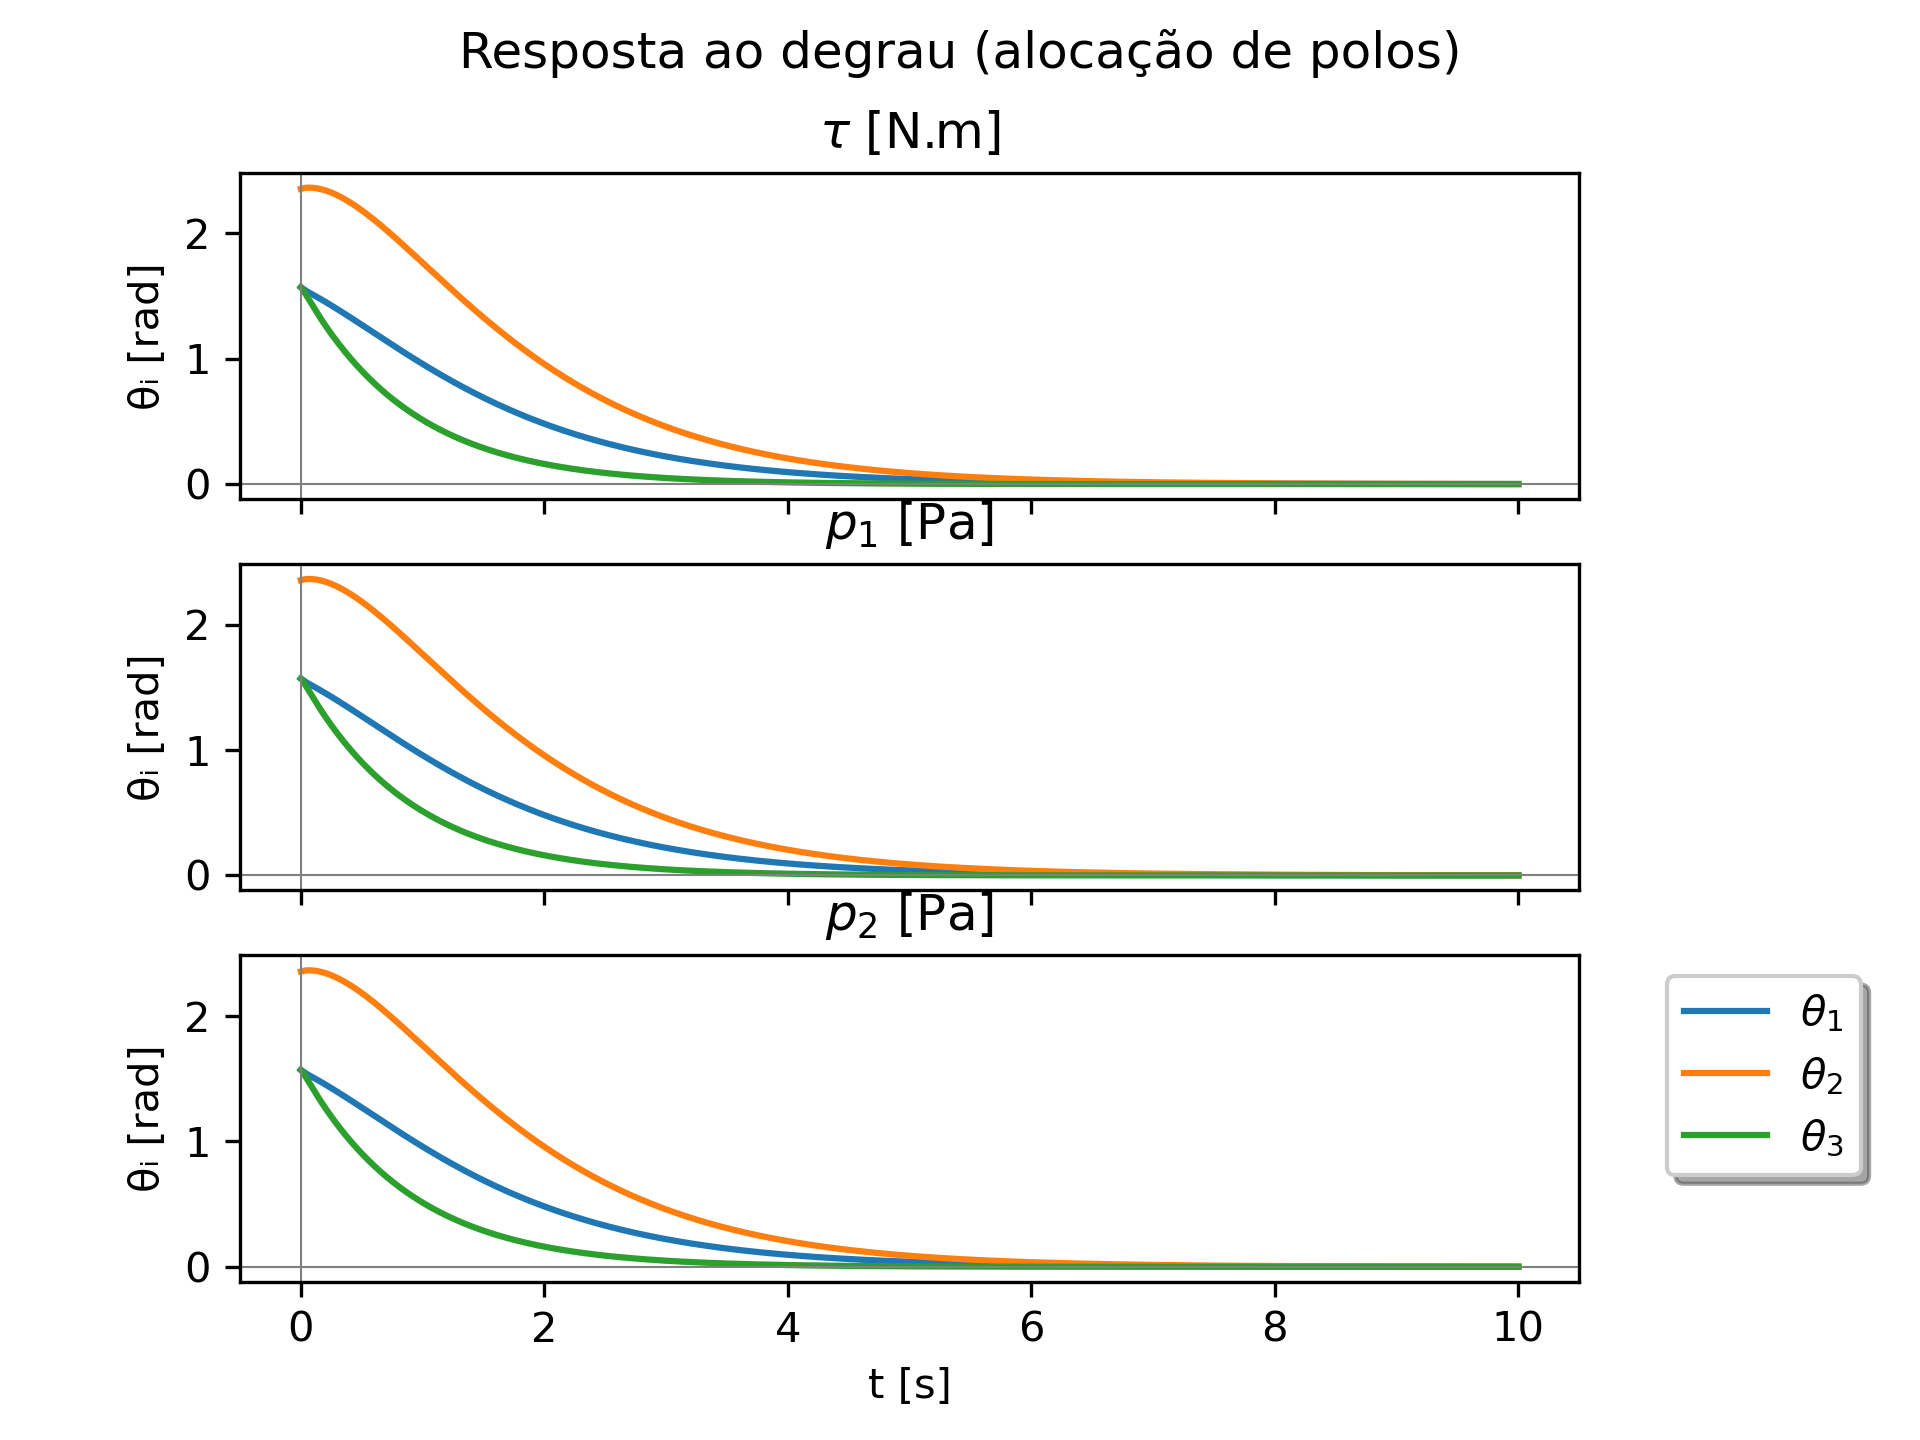 Resposta ao degrau (alocação de polos)
τ [N.m]
θᵢ [rad]
2
1
0
p₁ [Pa]
θᵢ [rad]
2
1
0
p₂ [Pa]
θᵢ [rad]
2
1
0
0 2 4 6 8 10
t [s]
θ₁
θ₂
θ₃